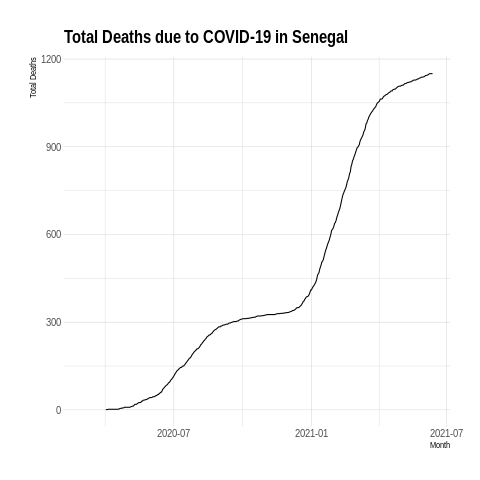 Total Deaths due to COVID-19 in Senegal
Total Deaths
1200
900
600
300
0
2020-07
2021-01
2021-07
Month